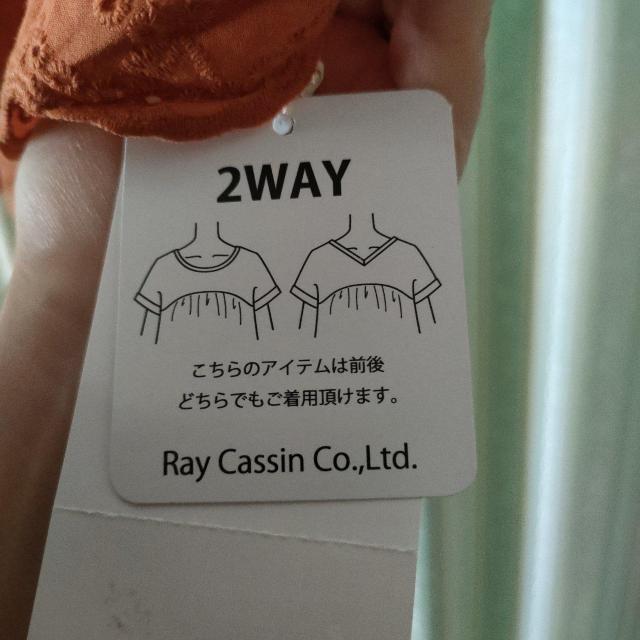 2WAY
こちらのアイテムは前後
どちらでもご着用頂けます。
Ray Cassin Co.,Ltd.